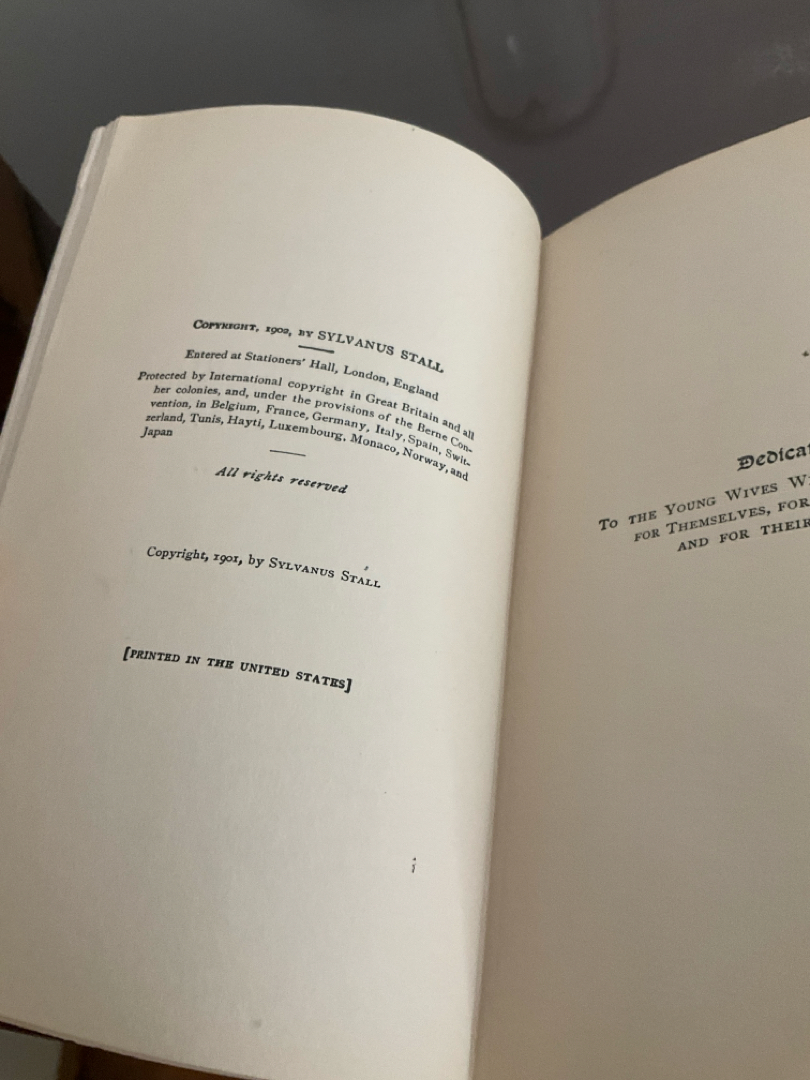 COPYRIGHT, 1902, BY SYLVANUS STALL
Entered at Stationers' Hall, London, England
Protected by International copyright in Great Britain and all
her colonies, and, under the provisions of the Berne Con-
vention, in Belgium, France, Germany, Italy, Spain, Swit-
zerland, Tunis, Hayti, Luxembourg, Monaco, Norway, and
Japan
All rights reserved
Copyright, 1901, by SYLVANUS STALL
[PRINTED IN THE UNITED STATES]
Dedicat
TO THE YOUNG WIVES W
FOR THEMSELVES, FOR
AND FOR THEIR